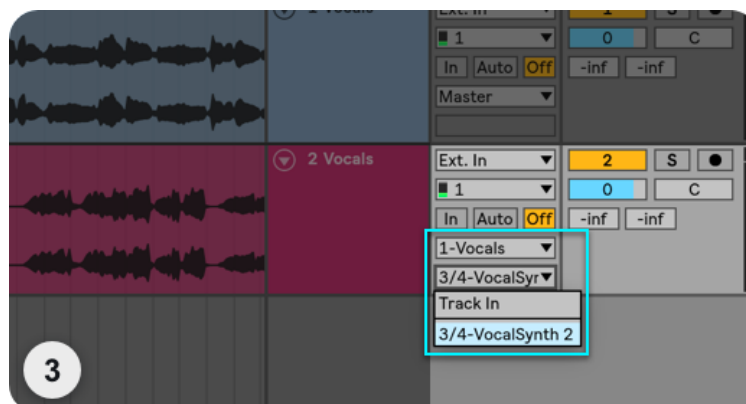 1 Vocals
Ext. In
1
S
1
0
C
In Auto Off -inf -inf
Master
2 Vocals
Ext. In
2
S
1
0
C
In Auto Off -inf -inf
1-Vocals
3/4-VocalSyr
Track In
3/4-VocalSynth 2
3